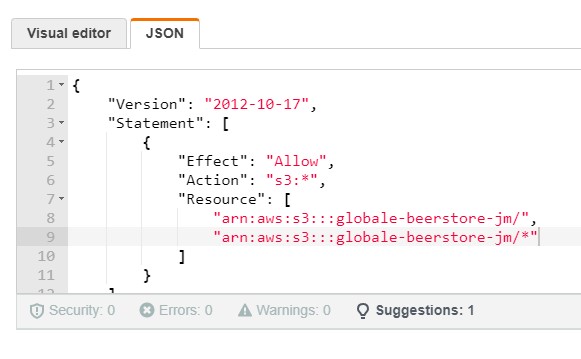 Visual editor JSON
1 {
2 "Version": "2012-10-17",
3 "Statement": [
4 {
5 "Effect": "Allow",
6 "Action": "s3:*",
7 "Resource": [
8 "arn:aws:s3:::globale-beerstore-jm/",
9 "arn:aws:s3:::globale-beerstore-jm/*"
10 ]
11 }
12 ]
Security: 0 Errors: 0 Warnings: 0 Suggestions: 1